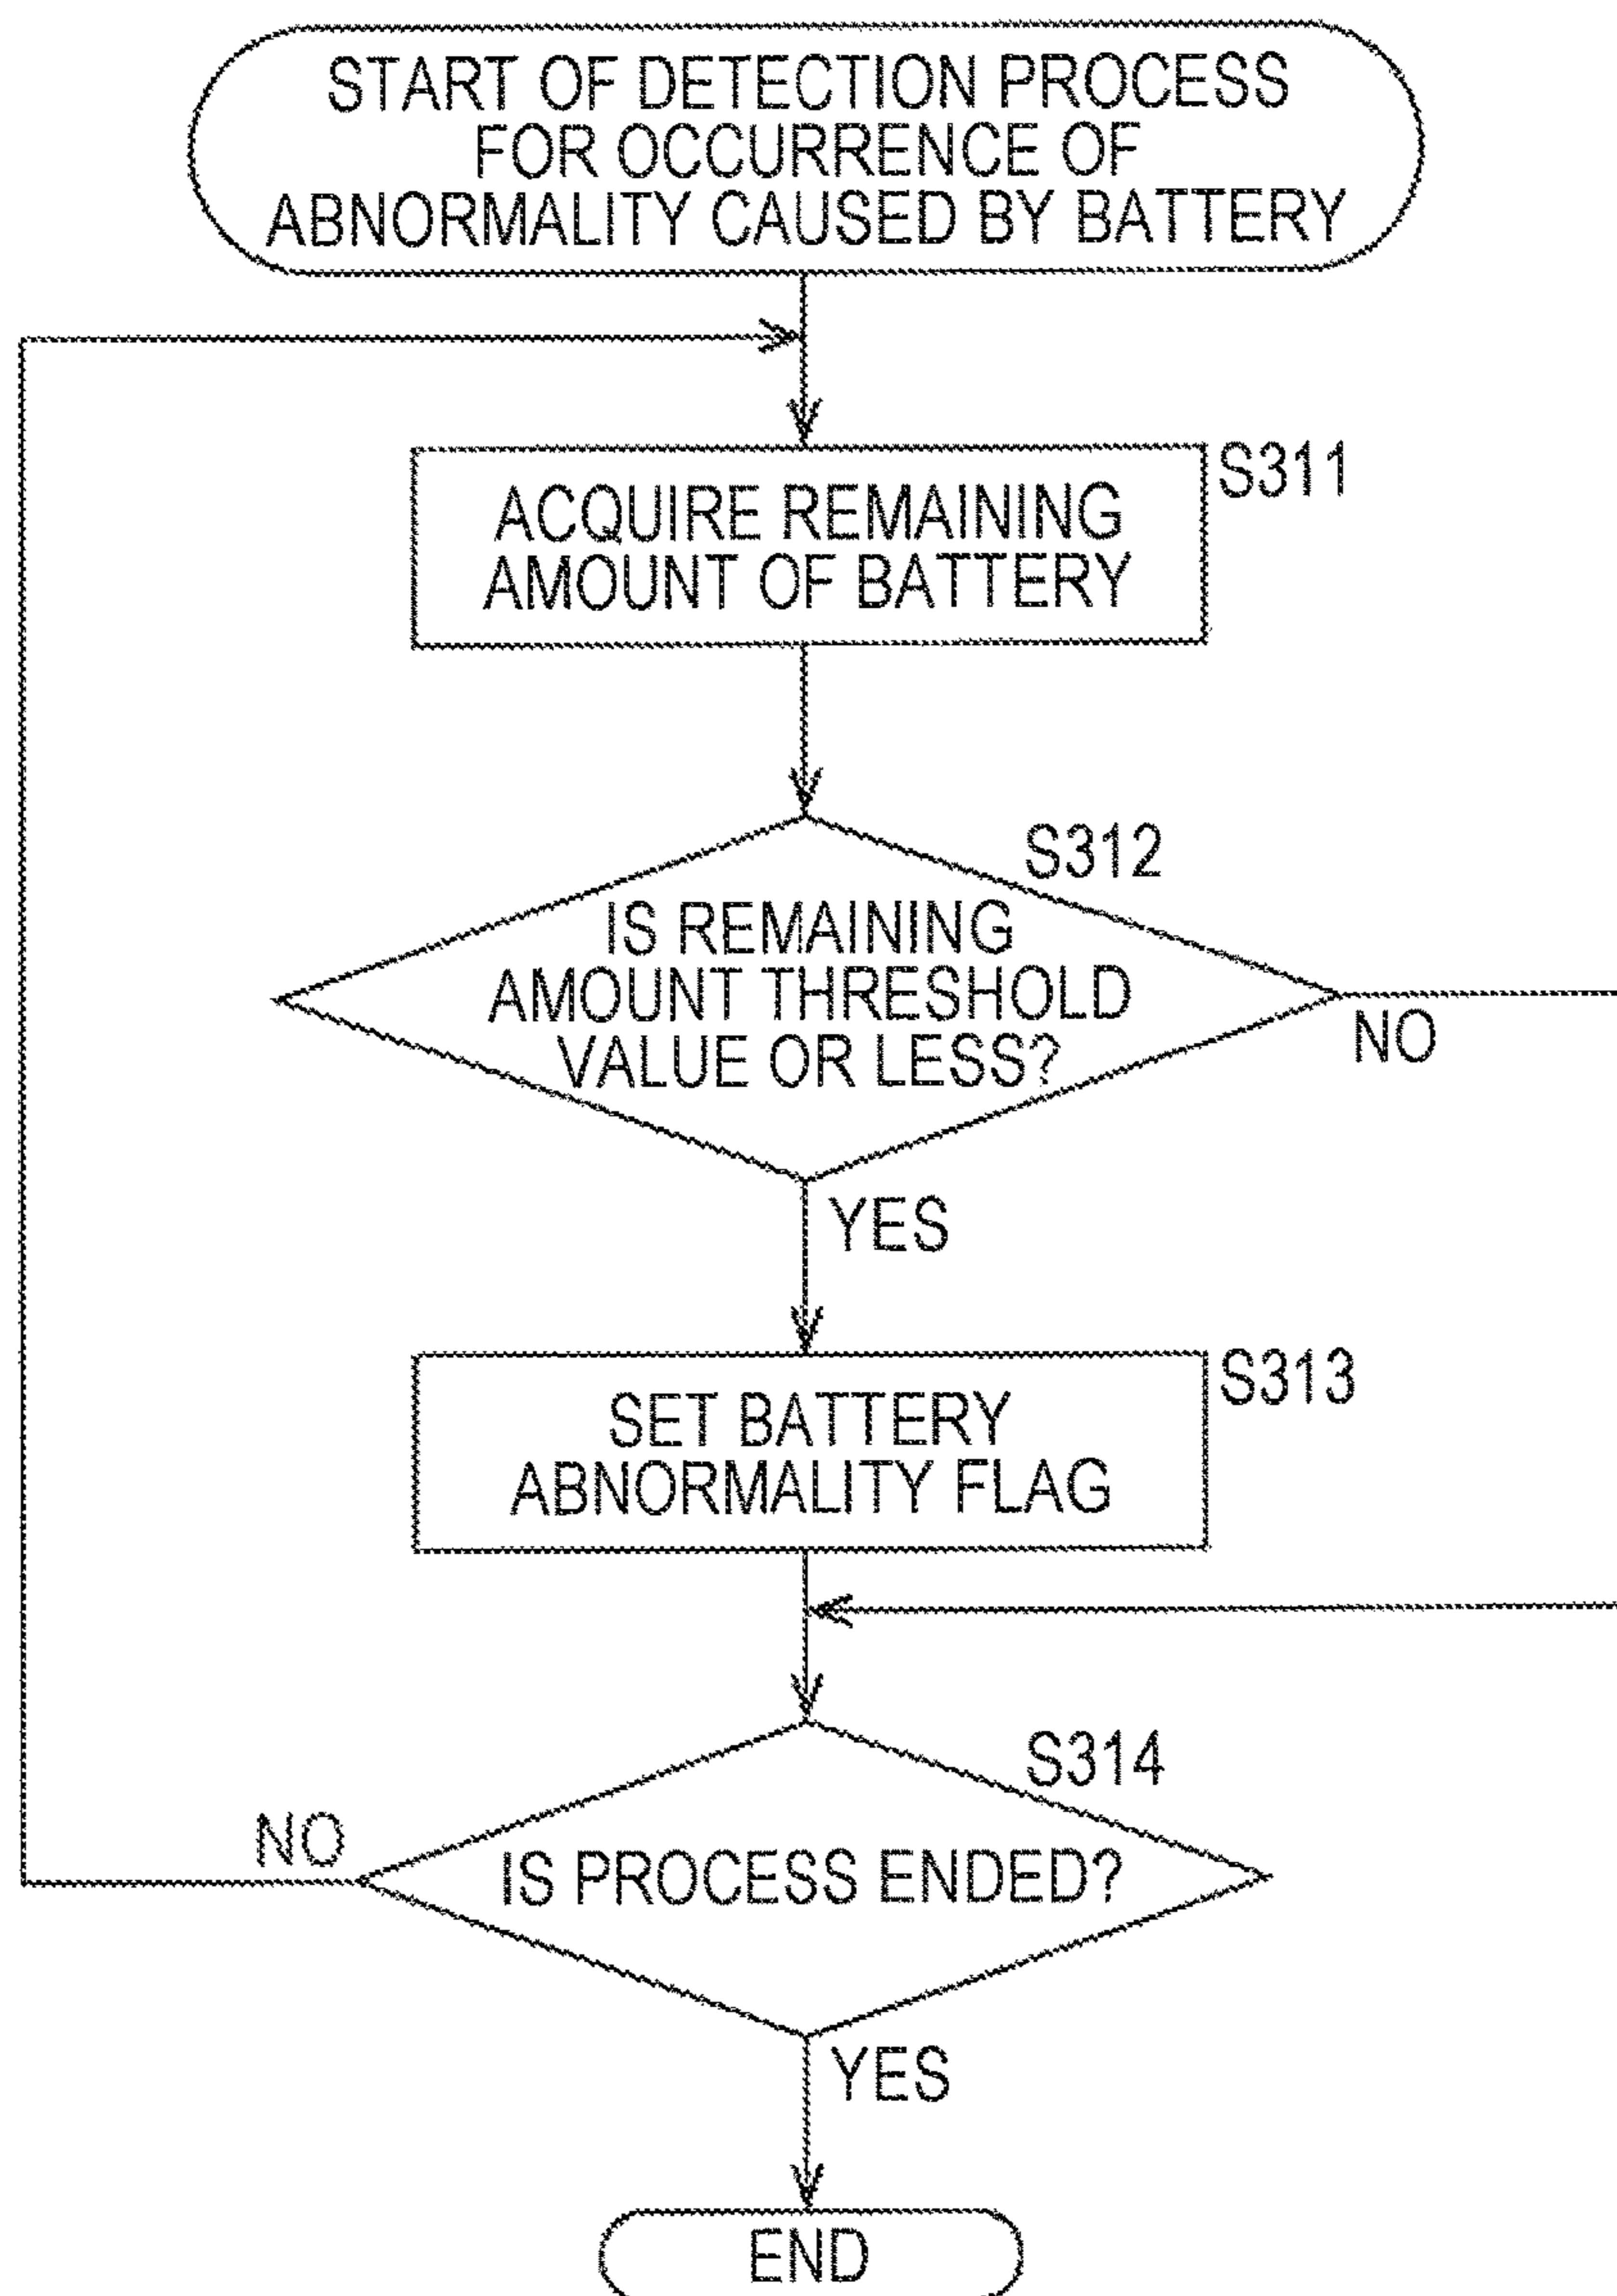 START OF DETECTION PROCESS
FOR OCCURRENCE OF
ABNORMALITY CAUSED BY BATTERY
S311
ACQUIRE REMAINING
AMOUNT OF BATTERY
S312
IS REMAINING
AMOUNT THRESHOLD
VALUE OR LESS?
NO
YES
S313
SET BATTERY
ABNORMALITY FLAG
S314
NO
IS PROCESS ENDED?
YES
END